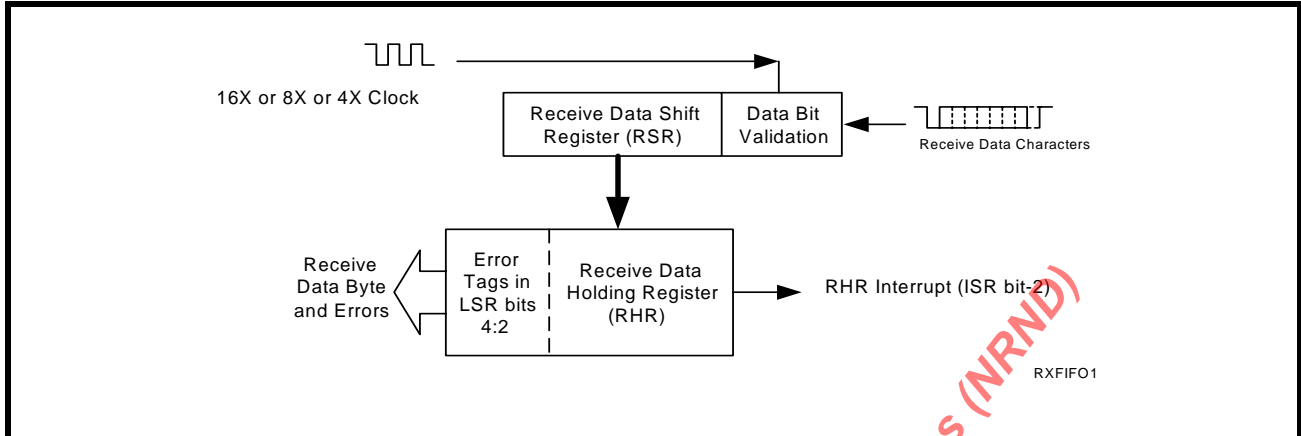 16X or 8X or 4X Clock
Receive Data Shift
Register (RSR)
Data Bit
Validation
Receive Data Characters
Receive
Data Byte
and Errors
Error
Tags in
LSR bits
4:2
Receive Data
Holding Register
(RHR)
RHR Interrupt (ISR bit-2)
RXFIFO1
s (NRND)